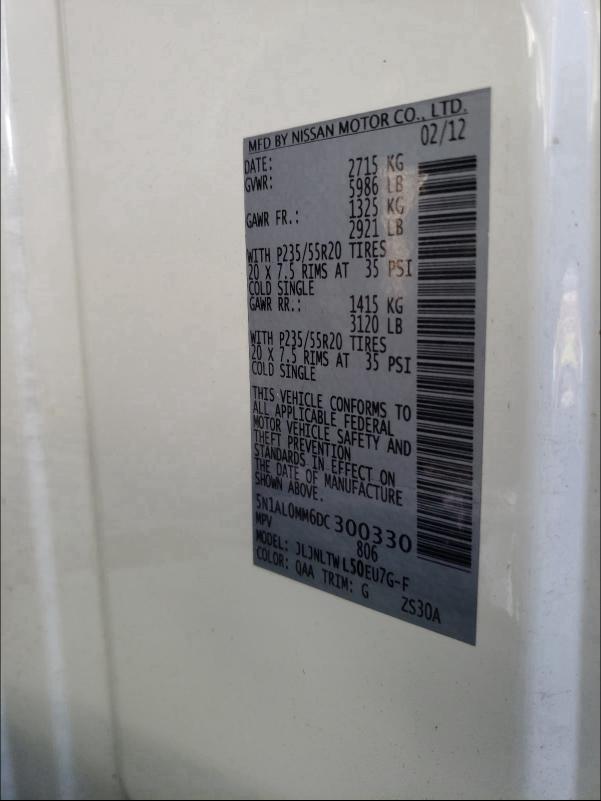 MFD BY NISSAN MOTOR CO., LTD.
DATE: 02/12
GVWR: 2715 KG
5986 LB
GAWR FR.: 1325 KG
2921 LB
WITH P235/55R20 TIRES
20 X 7.5 RIMS AT 35 PSI
COLD SINGLE
GAWR RR.: 1415 KG
3120 LB
WITH P235/55R20 TIRES
20 X 7.5 RIMS AT 35 PSI
COLD SINGLE
THIS VEHICLE CONFORMS TO
ALL APPLICABLE FEDERAL
MOTOR VEHICLE SAFETY AND
THEFT PREVENTION
STANDARDS IN EFFECT ON
THE DATE OF MANUFACTURE
SHOWN ABOVE.
5N1AL0MM6DC300330
MPV 806
MODEL: JLJNLTWL50EU7G-F
COLOR: QAA TRIM: G ZS30A